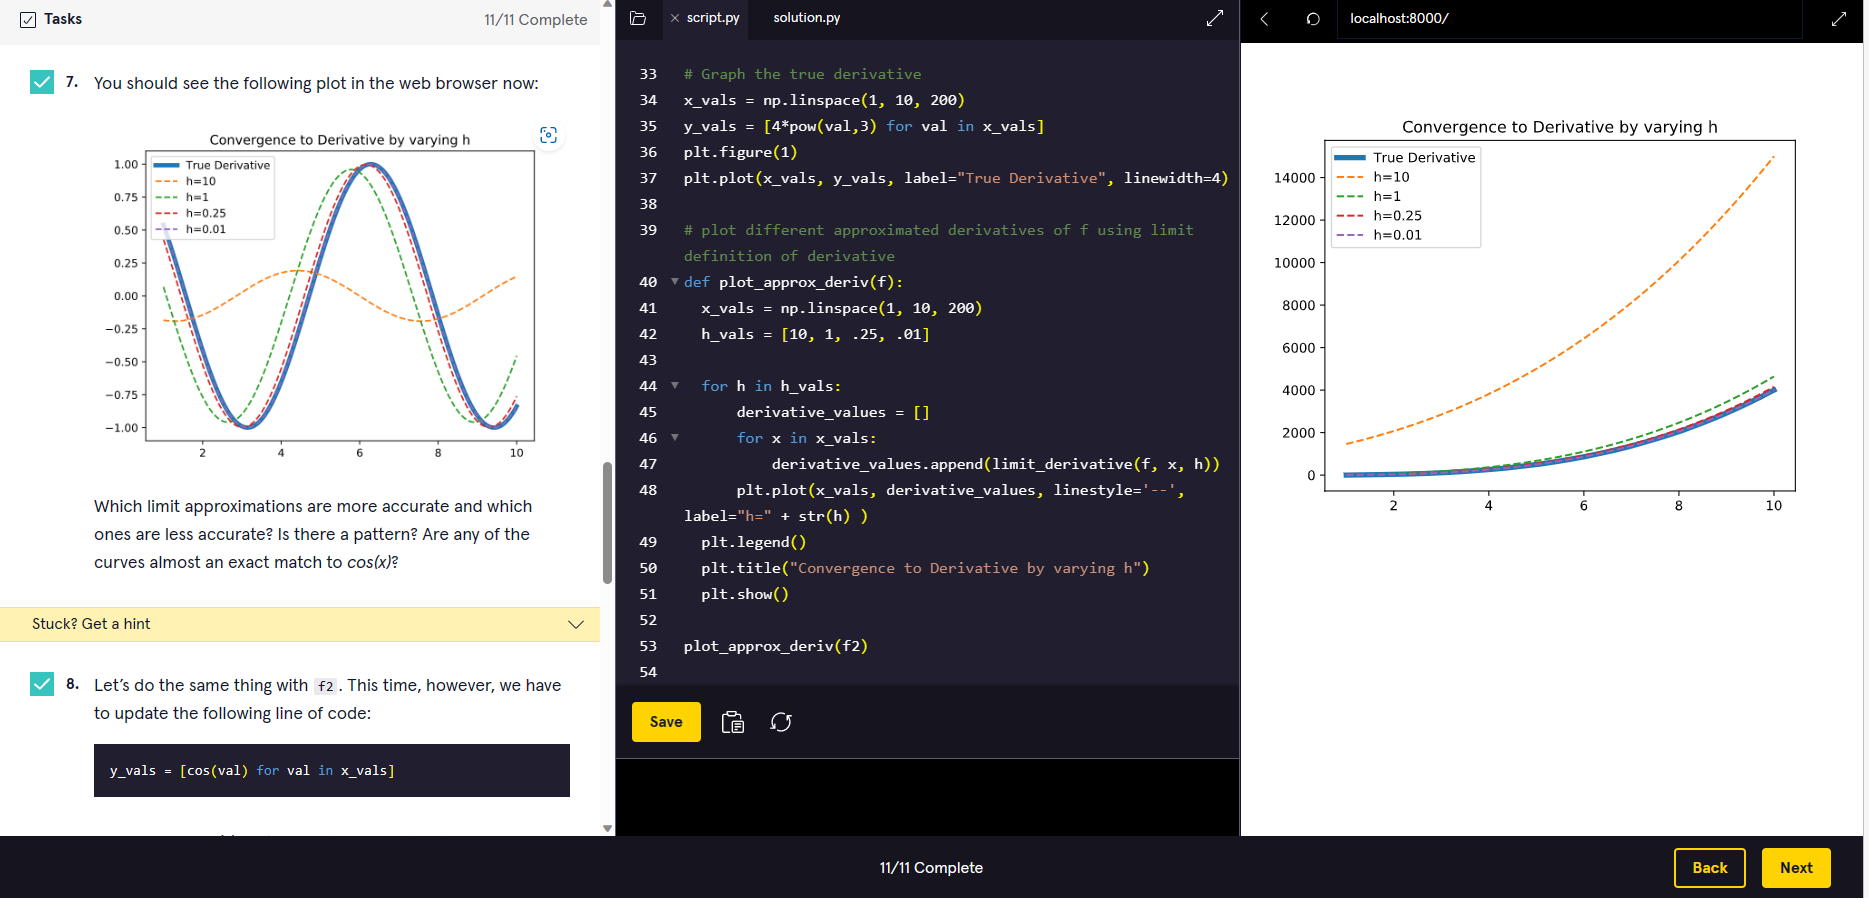 Tasks
11/11 Complete
7. You should see the following plot in the web browser now:
Convergence to Derivative by varying h
True Derivative
h=10
h=1
h=0.25
h=0.01
1.00
0.75
0.50
0.25
0.00
−0.25
−0.50
−0.75
−1.00
2 4 6 8 10
Which limit approximations are more accurate and which
ones are less accurate? Is there a pattern? Are any of the
curves almost an exact match to cos(x)?
Stuck? Get a hint
8. Let’s do the same thing with f2. This time, however, we have
to update the following line of code:
y_vals = [cos(val) for val in x_vals]
script.py
solution.py
33 # Graph the true derivative
34 x_vals = np.linspace(1, 10, 200)
35 y_vals = [4*pow(val,3) for val in x_vals]
36 plt.figure(1)
37 plt.plot(x_vals, y_vals, label="True Derivative", linewidth=4)
38
39 # plot different approximated derivatives of f using limit
definition of derivative
40 def plot_approx_deriv(f):
41 x_vals = np.linspace(1, 10, 200)
42 h_vals = [10, 1, .25, .01]
43
44 for h in h_vals:
45 derivative_values = []
46 for x in x_vals:
47 derivative_values.append(limit_derivative(f, x, h))
48 plt.plot(x_vals, derivative_values, linestyle='--',
label="h=" + str(h) )
49 plt.legend()
50 plt.title("Convergence to Derivative by varying h")
51 plt.show()
52
53 plot_approx_deriv(f2)
54
Save
localhost:8000/
Convergence to Derivative by varying h
True Derivative
h=10
h=1
h=0.25
h=0.01
14000
12000
10000
8000
6000
4000
2000
0
2 4 6 8 10
11/11 Complete
Back
Next